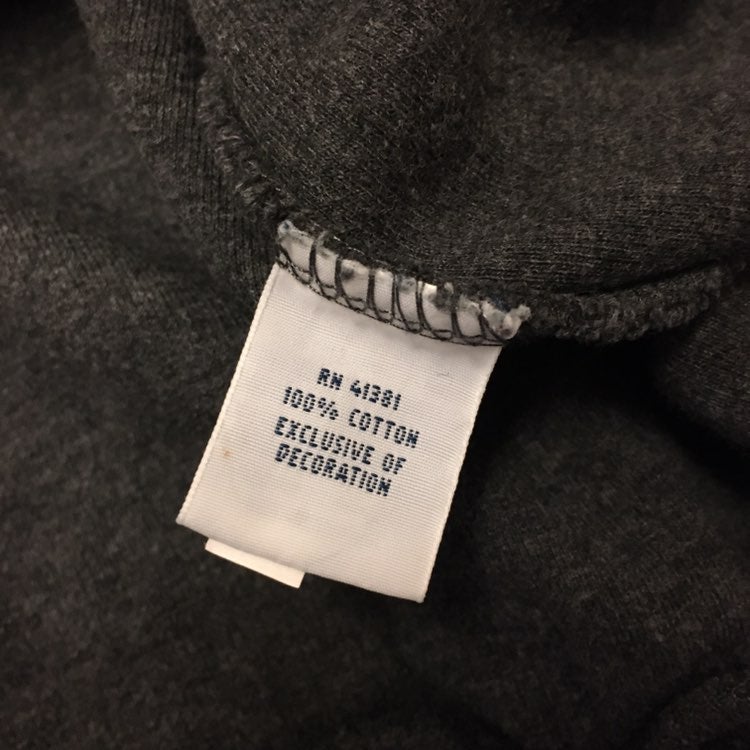 RN 41381
100% COTTON
EXCLUSIVE OF
DECORATION